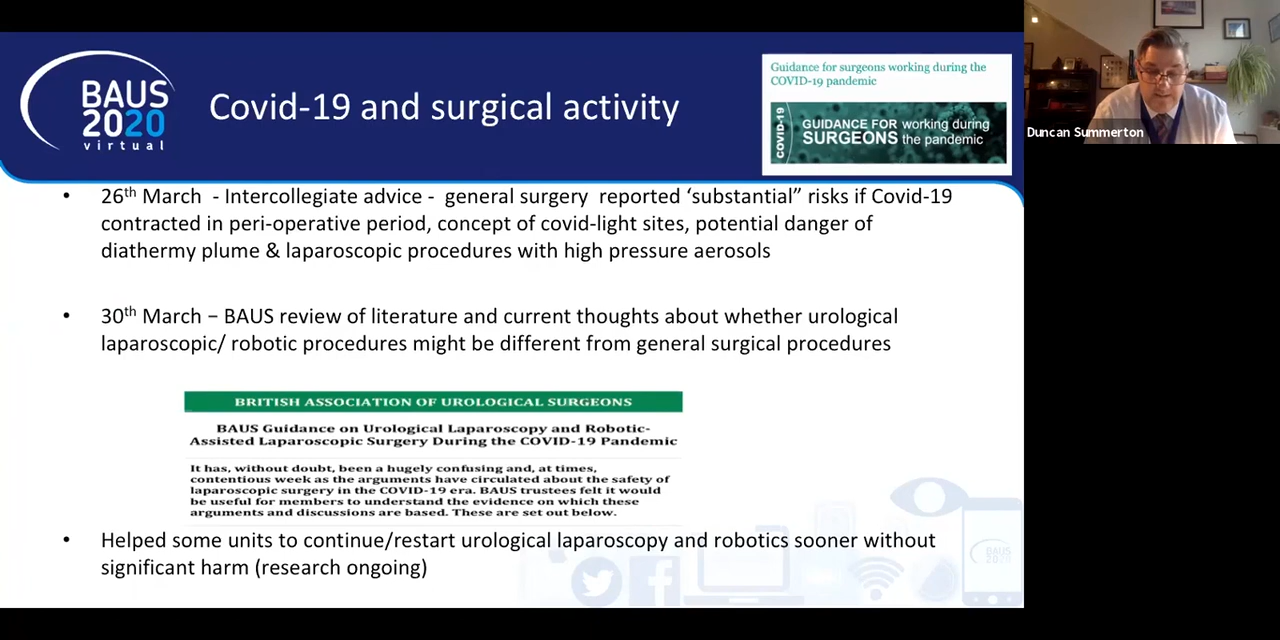 BAUS
2020
virtual
Covid-19 and surgical activity
Guidance for surgeons working during the
COVID-19 pandemic
COVID-19
GUIDANCE FOR working during
SURGEONS the pandemic
Duncan Summerton
• 26th March - Intercollegiate advice - general surgery reported ‘substantial” risks if Covid-19
contracted in peri-operative period, concept of covid-light sites, potential danger of
diathermy plume & laparoscopic procedures with high pressure aerosols
• 30th March – BAUS review of literature and current thoughts about whether urological
laparoscopic/ robotic procedures might be different from general surgical procedures
BRITISH ASSOCIATION OF UROLOGICAL SURGEONS
BAUS Guidance on Urological Laparoscopy and Robotic-
Assisted Laparoscopic Surgery During the COVID-19 Pandemic
It has, without doubt, been a hugely confusing and, at times,
contentious week as the arguments have circulated about the safety of
laparoscopic surgery in the COVID-19 era. BAUS trustees felt it would
be useful for members to understand the evidence on which these
arguments and discussions are based. These are set out below.
• Helped some units to continue/restart urological laparoscopy and robotics sooner without
significant harm (research ongoing)
BAUS
2020